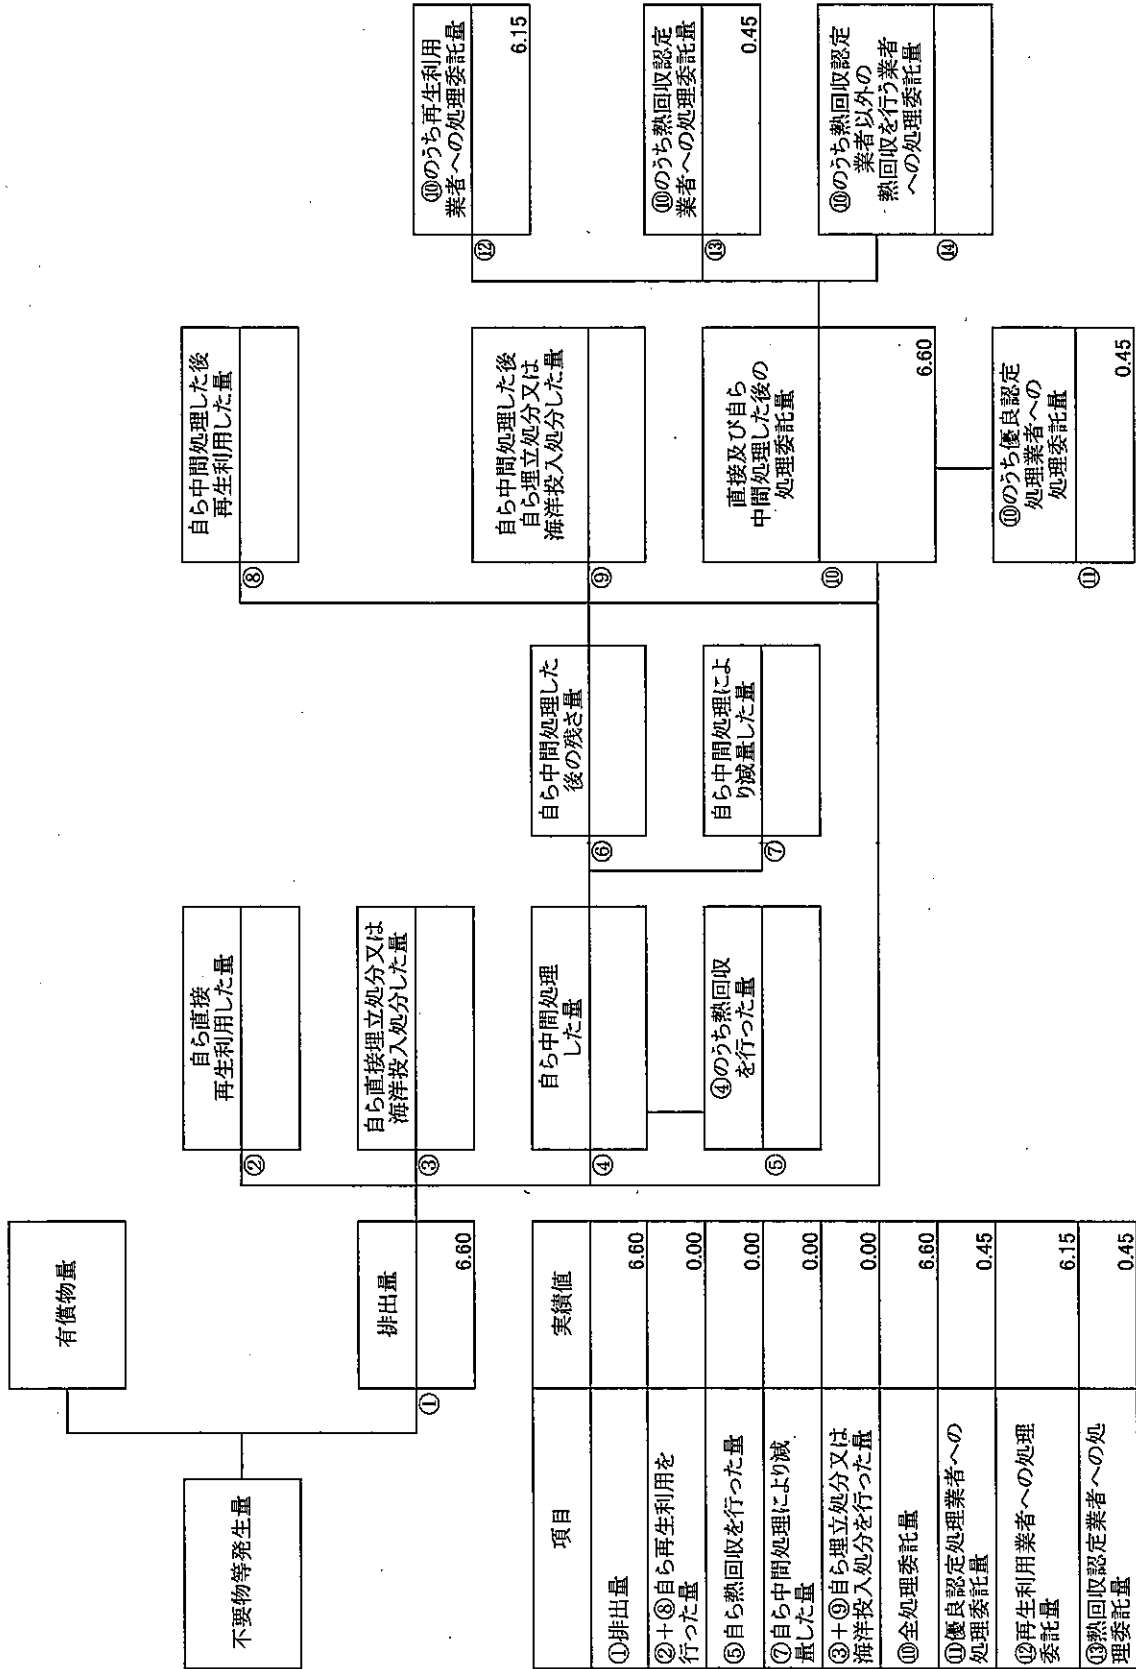 不要物等発生量
有償物量
排出量
①
6.60
自ら直接
再生利用した量
②
自ら直接埋立処分又は
海洋投入処分した量
③
自ら中間処理
した量
④
④のうち熱回収
を行った量
⑤
自ら中間処理した
後の残さ量
⑥
自ら中間処理によ
り減量した量
⑦
自ら中間処理した後
再生利用した量
⑧
自ら中間処理した後
自ら埋立処分又は
海洋投入処分した量
⑨
直接及び自ら
中間処理した後の
処理委託量
⑩
6.60
⑩のうち優良認定
処理業者への
処理委託量
⑪
0.45
⑩のうち再生利用
業者への処理委託量
⑫
6.15
⑩のうち熱回収認定
業者への処理委託量
⑬
0.45
⑩のうち熱回収認定
業者以外の
熱回収を行う業者
への処理委託量
⑭
項目 実績値
①排出量 6.60
②+⑧自ら再生利用を
行った量 0.00
⑤自ら熱回収を行った量 0.00
⑦自ら中間処理により減
量した量 0.00
③+⑨自ら埋立処分又は
海洋投入処分を行った量 0.00
⑩全処理委託量 6.60
⑪優良認定処理業者への
処理委託量 0.45
⑫再生利用業者への処理
委託量 6.15
⑬熱回収認定業者への処
理委託量 0.45